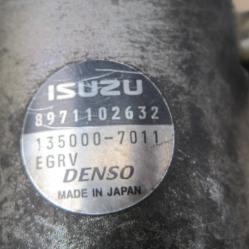 ISUZU
8971102632
135000-7011
EGRV
DENSO
MADE IN JAPAN